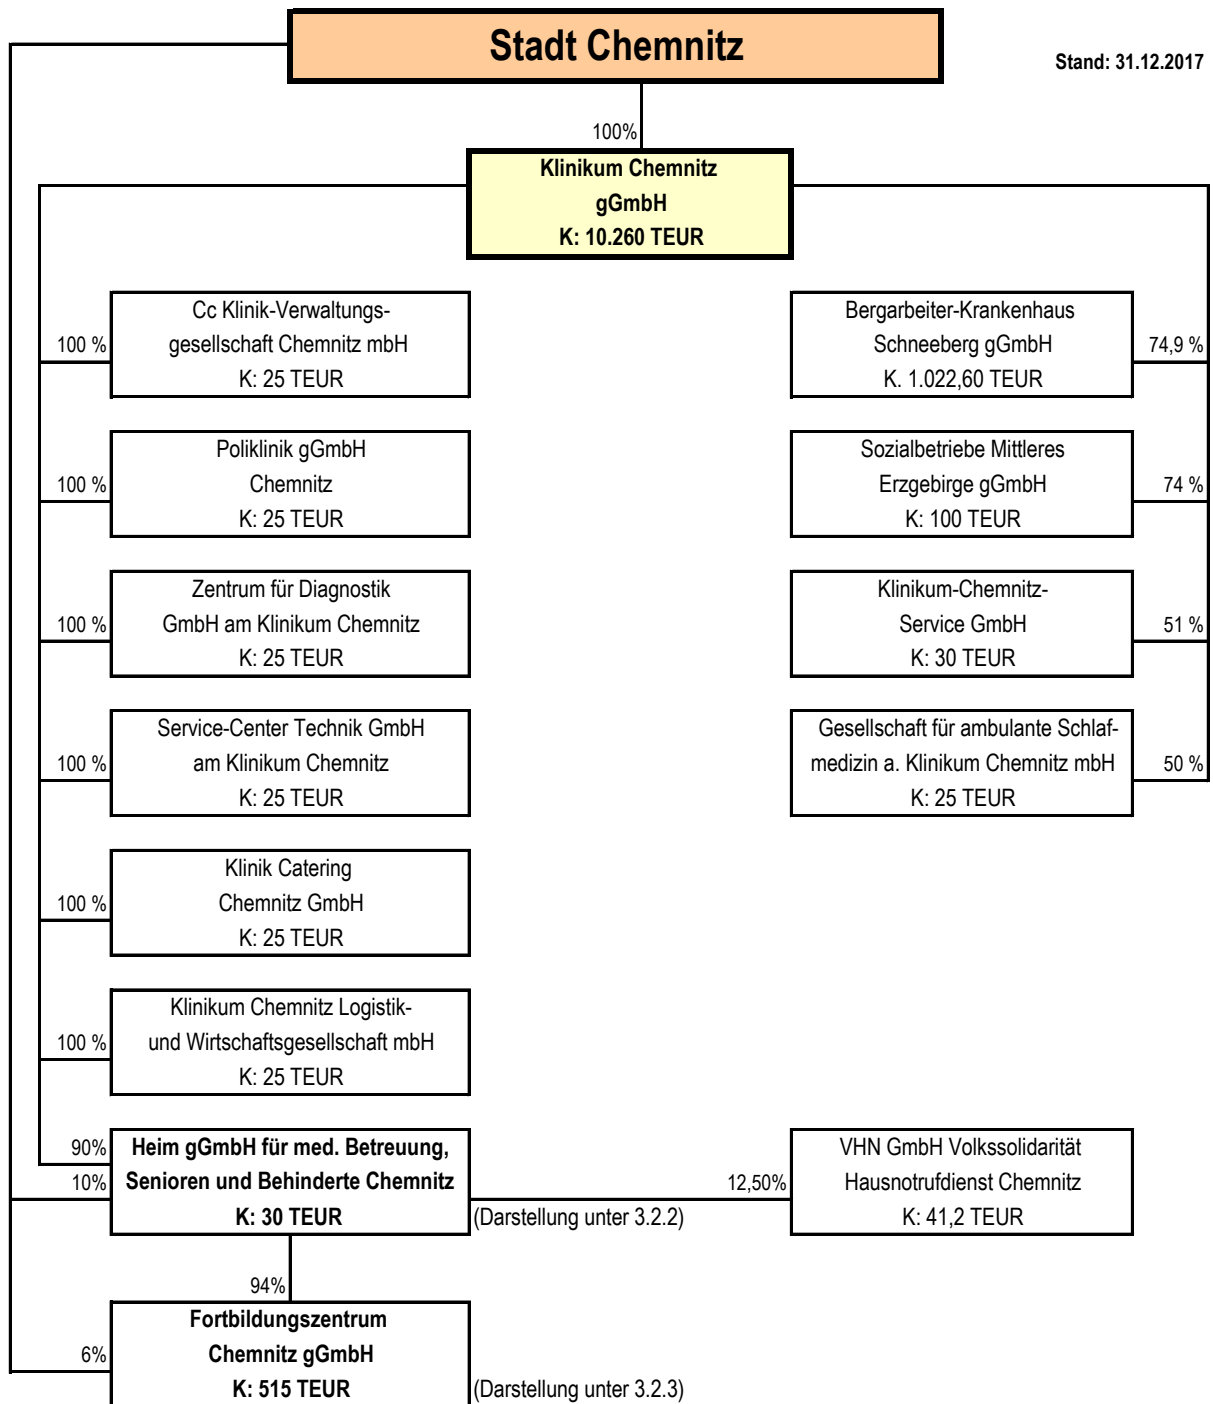 Stadt Chemnitz
Stand: 31.12.2017
100%
Klinikum Chemnitz
gGmbH
K: 10.260 TEUR
100 %
Cc Klinik-Verwaltungs-
gesellschaft Chemnitz mbH
K: 25 TEUR
Bergarbeiter-Krankenhaus
Schneeberg gGmbH
K. 1.022,60 TEUR
74,9 %
100 %
Poliklinik gGmbH
Chemnitz
K: 25 TEUR
Sozialbetriebe Mittleres
Erzgebirge gGmbH
K: 100 TEUR
74 %
100 %
Zentrum für Diagnostik
GmbH am Klinikum Chemnitz
K: 25 TEUR
Klinikum-Chemnitz-
Service GmbH
K: 30 TEUR
51 %
100 %
Service-Center Technik GmbH
am Klinikum Chemnitz
K: 25 TEUR
Gesellschaft für ambulante Schlaf-
medizin a. Klinikum Chemnitz mbH
K: 25 TEUR
50 %
100 %
Klinik Catering
Chemnitz GmbH
K: 25 TEUR
100 %
Klinikum Chemnitz Logistik-
und Wirtschaftsgesellschaft mbH
K: 25 TEUR
90%
10%
Heim gGmbH für med. Betreuung,
Senioren und Behinderte Chemnitz
K: 30 TEUR
(Darstellung unter 3.2.2)
12,50%
VHN GmbH Volkssolidarität
Hausnotrufdienst Chemnitz
K: 41,2 TEUR
94%
6%
Fortbildungszentrum
Chemnitz gGmbH
K: 515 TEUR
(Darstellung unter 3.2.3)